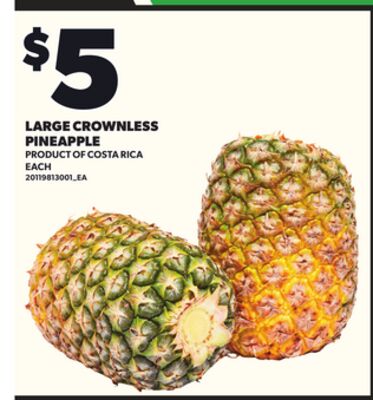 $5
LARGE CROWNLESS
PINEAPPLE
PRODUCT OF COSTA RICA
EACH
20119813001_EA